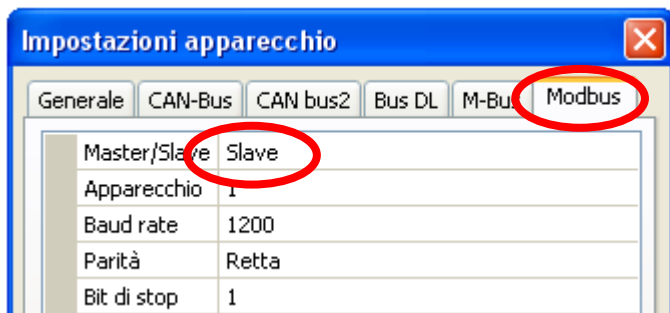 Impostazioni apparecchio
Generale CAN-Bus CAN bus2 Bus DL M-Bus Modbus
Master/Slave Slave
Apparecchio 1
Baud rate 1200
Parità Retta
Bit di stop 1